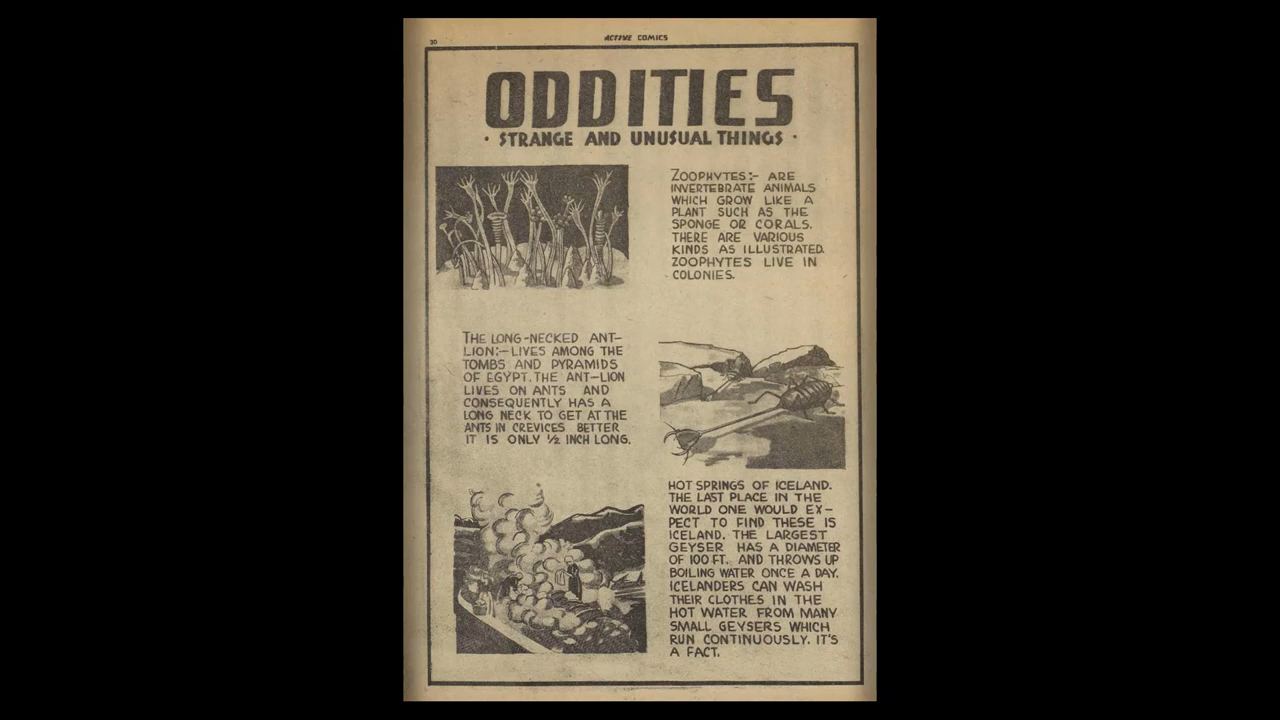 30
ACTIVE COMICS
ODDITIES
· STRANGE AND UNUSUAL THINGS ·
ZOOPHYTES:- ARE
INVERTEBRATE ANIMALS
WHICH GROW LIKE A
PLANT SUCH AS THE
SPONGE OR CORALS.
THERE ARE VARIOUS
KINDS AS ILLUSTRATED.
ZOOPHYTES LIVE IN
COLONIES.
THE LONG-NECKED ANT-
LION:- LIVES AMONG THE
TOMBS AND PYRAMIDS
OF EGYPT. THE ANT-LION
LIVES ON ANTS AND
CONSEQUENTLY HAS A
LONG NECK TO GET AT THE
ANTS IN CREVICES BETTER
IT IS ONLY ½ INCH LONG.
HOT SPRINGS OF ICELAND.
THE LAST PLACE IN THE
WORLD ONE WOULD EX-
PECT TO FIND THESE IS
ICELAND. THE LARGEST
GEYSER HAS A DIAMETER
OF 100 FT. AND THROWS UP
BOILING WATER ONCE A DAY.
ICELANDERS CAN WASH
THEIR CLOTHES IN THE
HOT WATER FROM MANY
SMALL GEYSERS WHICH
RUN CONTINUOUSLY. IT'S
A FACT.